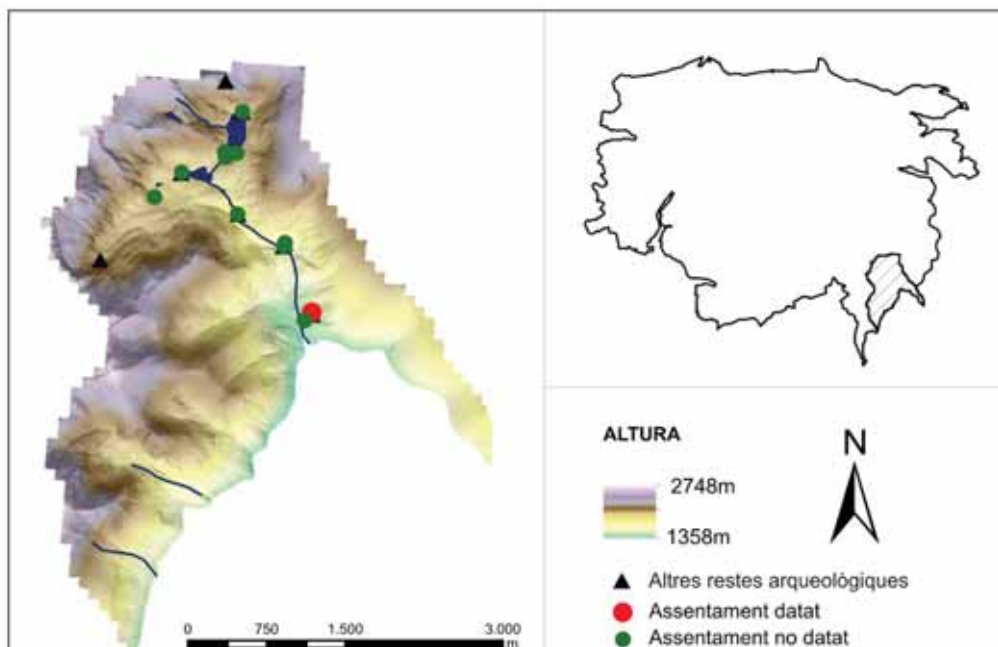 ALTURA
N
2748m
1358m
Altres restes arqueològiques
Assentament datat
Assentament no datat
0 750 1.500 3.000
m